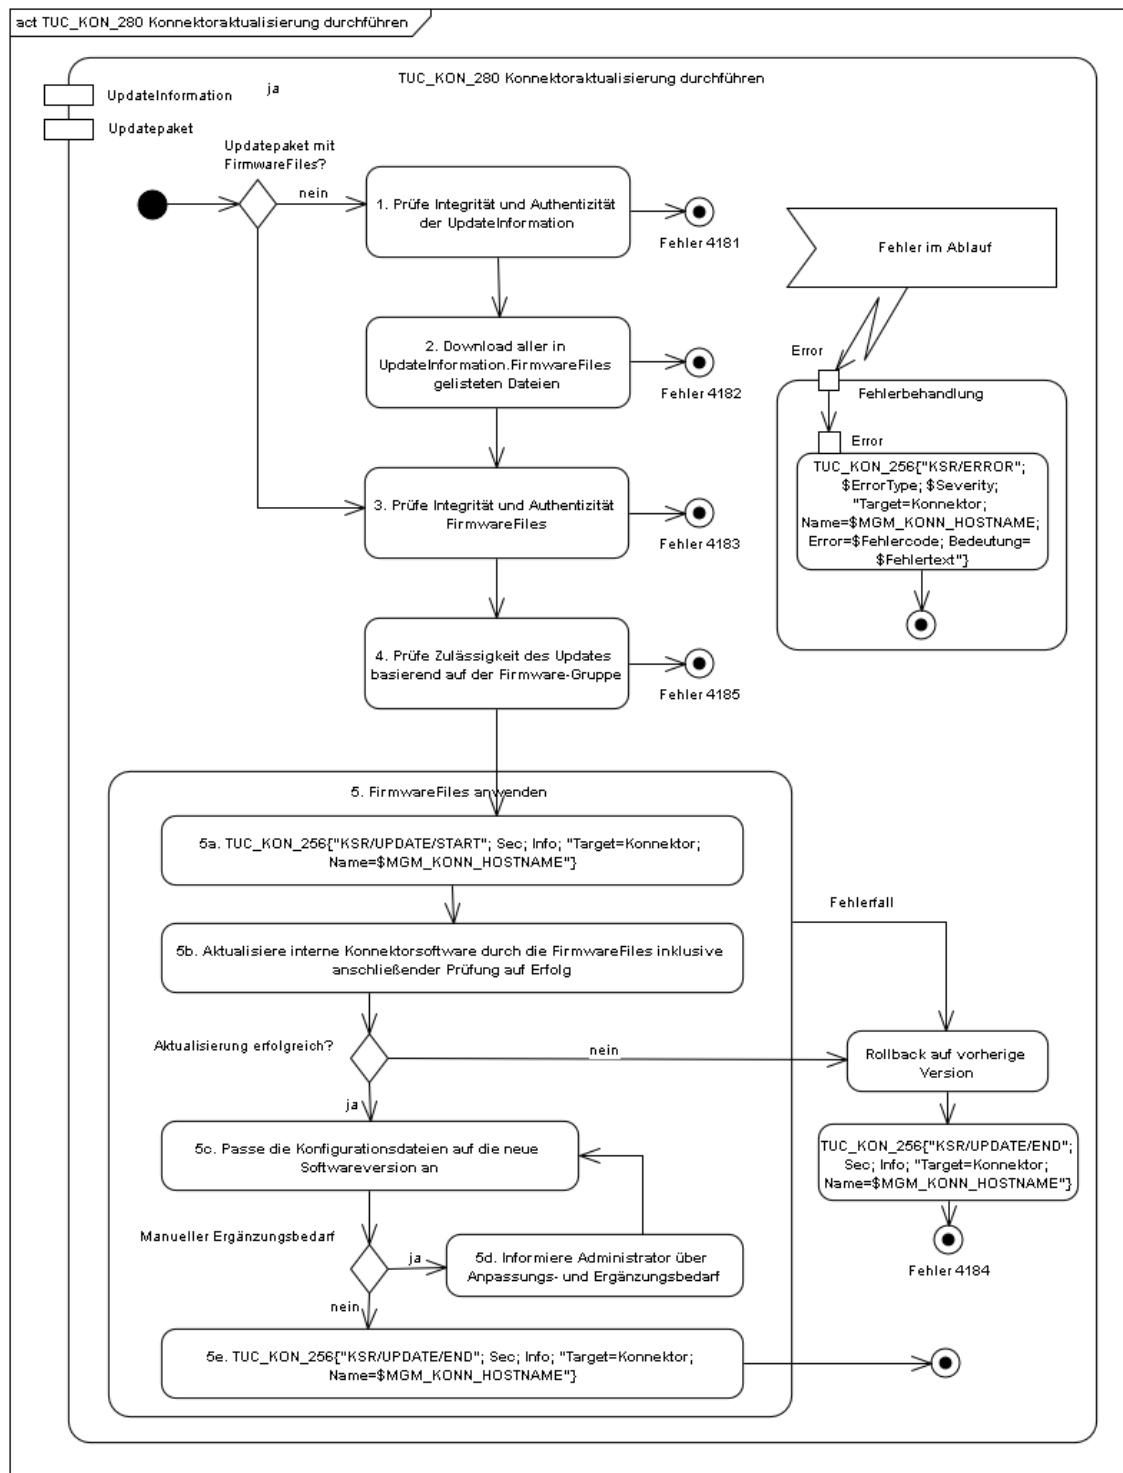 act TUC_KON_280 Konnektoraktualisierung durchführen
TUC_KON_280 Konnektoraktualisierung durchführen
UpdateInformation
ja
Updatepaket
Updatepaket mit
FirmwareFiles?
nein
1. Prüfe Integrität und Authentizität
der UpdateInformation
Fehler 4181
Fehler im Ablauf
2. Download aller in
UpdateInformation.FirmwareFiles
gelisteten Dateien
Fehler 4182
Error
Fehlerbehandlung
Error
TUC_KON_256{"KSR/ERROR";
$ErrorType; $Severity;
"Target=Konnektor;
Name=$MGM_KONN_HOSTNAME;
Error=$Fehlercode; Bedeutung=
$Fehlertext"}
3. Prüfe Integrität und Authentizität
FirmwareFiles
Fehler 4183
4. Prüfe Zulässigkeit des Updates
basierend auf der Firmware-Gruppe
Fehler 4185
5. FirmwareFiles anwenden
5a. TUC_KON_256{"KSR/UPDATE/START"; Sec; Info; "Target=Konnektor;
Name=$MGM_KONN_HOSTNAME"}
Fehlerfall
5b. Aktualisiere interne Konnektorsoftware durch die FirmwareFiles inklusive
anschließender Prüfung auf Erfolg
Aktualisierung erfolgreich?
nein
Rollback auf vorherige
Version
ja
5c. Passe die Konfigurationsdateien auf die neue
Softwareversion an
TUC_KON_256{"KSR/UPDATE/END";
Sec; Info; "Target=Konnektor;
Name=$MGM_KONN_HOSTNAME"}
Fehler 4184
Manueller Ergänzungsbedarf
ja
5d. Informiere Administrator über
Anpassungs- und Ergänzungsbedarf
nein
5e. TUC_KON_256{"KSR/UPDATE/END"; Sec; Info; "Target=Konnektor;
Name=$MGM_KONN_HOSTNAME"}